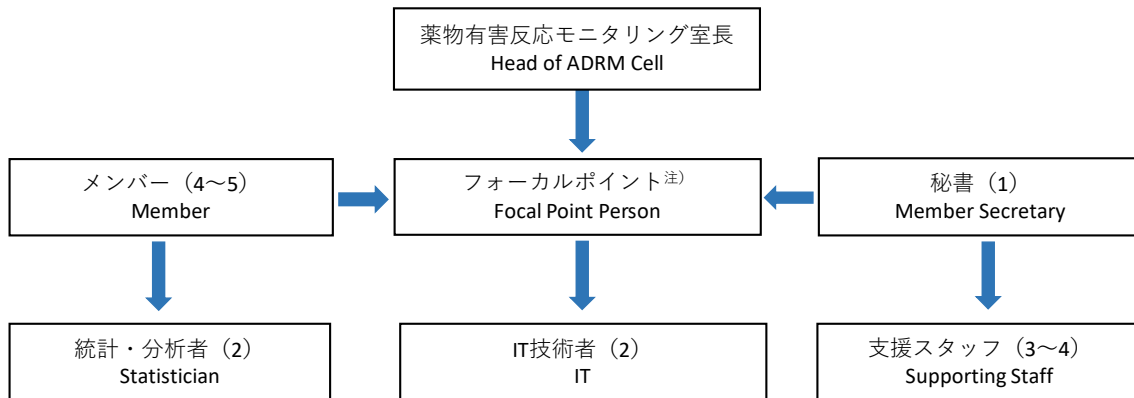 薬物有害反応モニタリング室長
Head of ADRM Cell
メンバー（4～5）
Member
フォーカルポイント注）
Focal Point Person
秘書（1）
Member Secretary
統計・分析者（2）
Statistician
IT技術者（2）
IT
支援スタッフ（3～4）
Supporting Staff